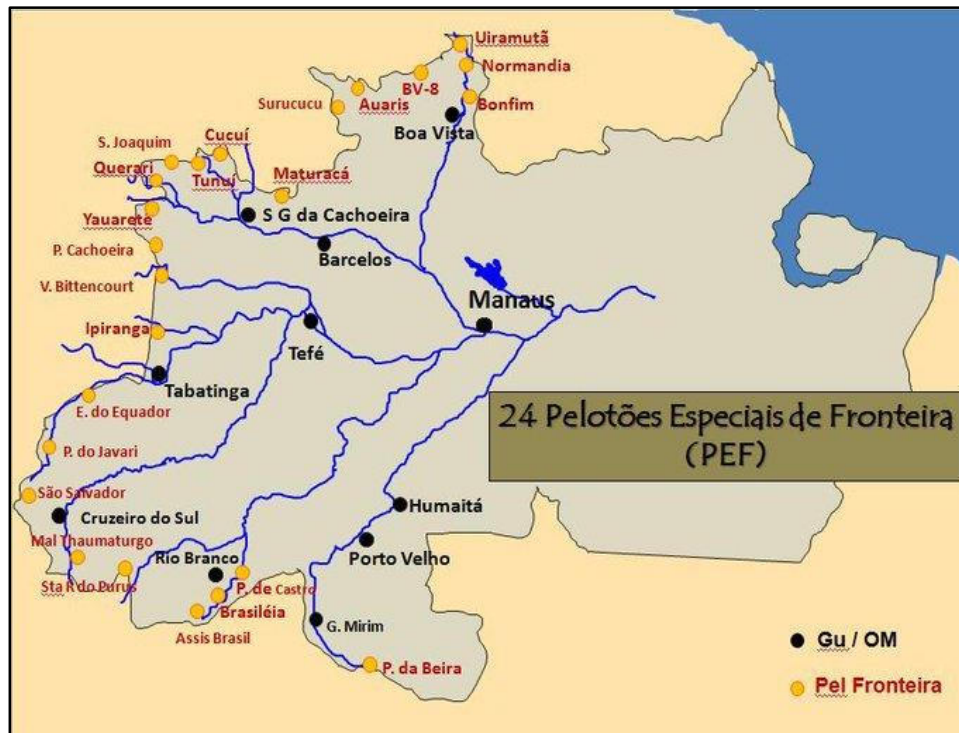 Uiramutã
Normandia
BV-8
Auaris
Surucucu
Bonfim
Boa Vista
Cucuí
S. Joaquim
Querari
Tunuí
Maturacá
Yauarete
S G da Cachoeira
P. Cachoeira
Barcelos
V. Bittencourt
Manaus
Ipiranga
Tefé
Tabatinga
E. do Equador
24 Pelotões Especiais de Fronteira
(PEF)
P. do Javari
São Salvador
Humaitá
Cruzeiro do Sul
Mal Thaumaturgo
Rio Branco
Porto Velho
Sta R do Purus
P. de Castro
Brasiléia
Assis Brasil
G. Mirim
P. da Beira
Gu / OM
Pel Fronteira